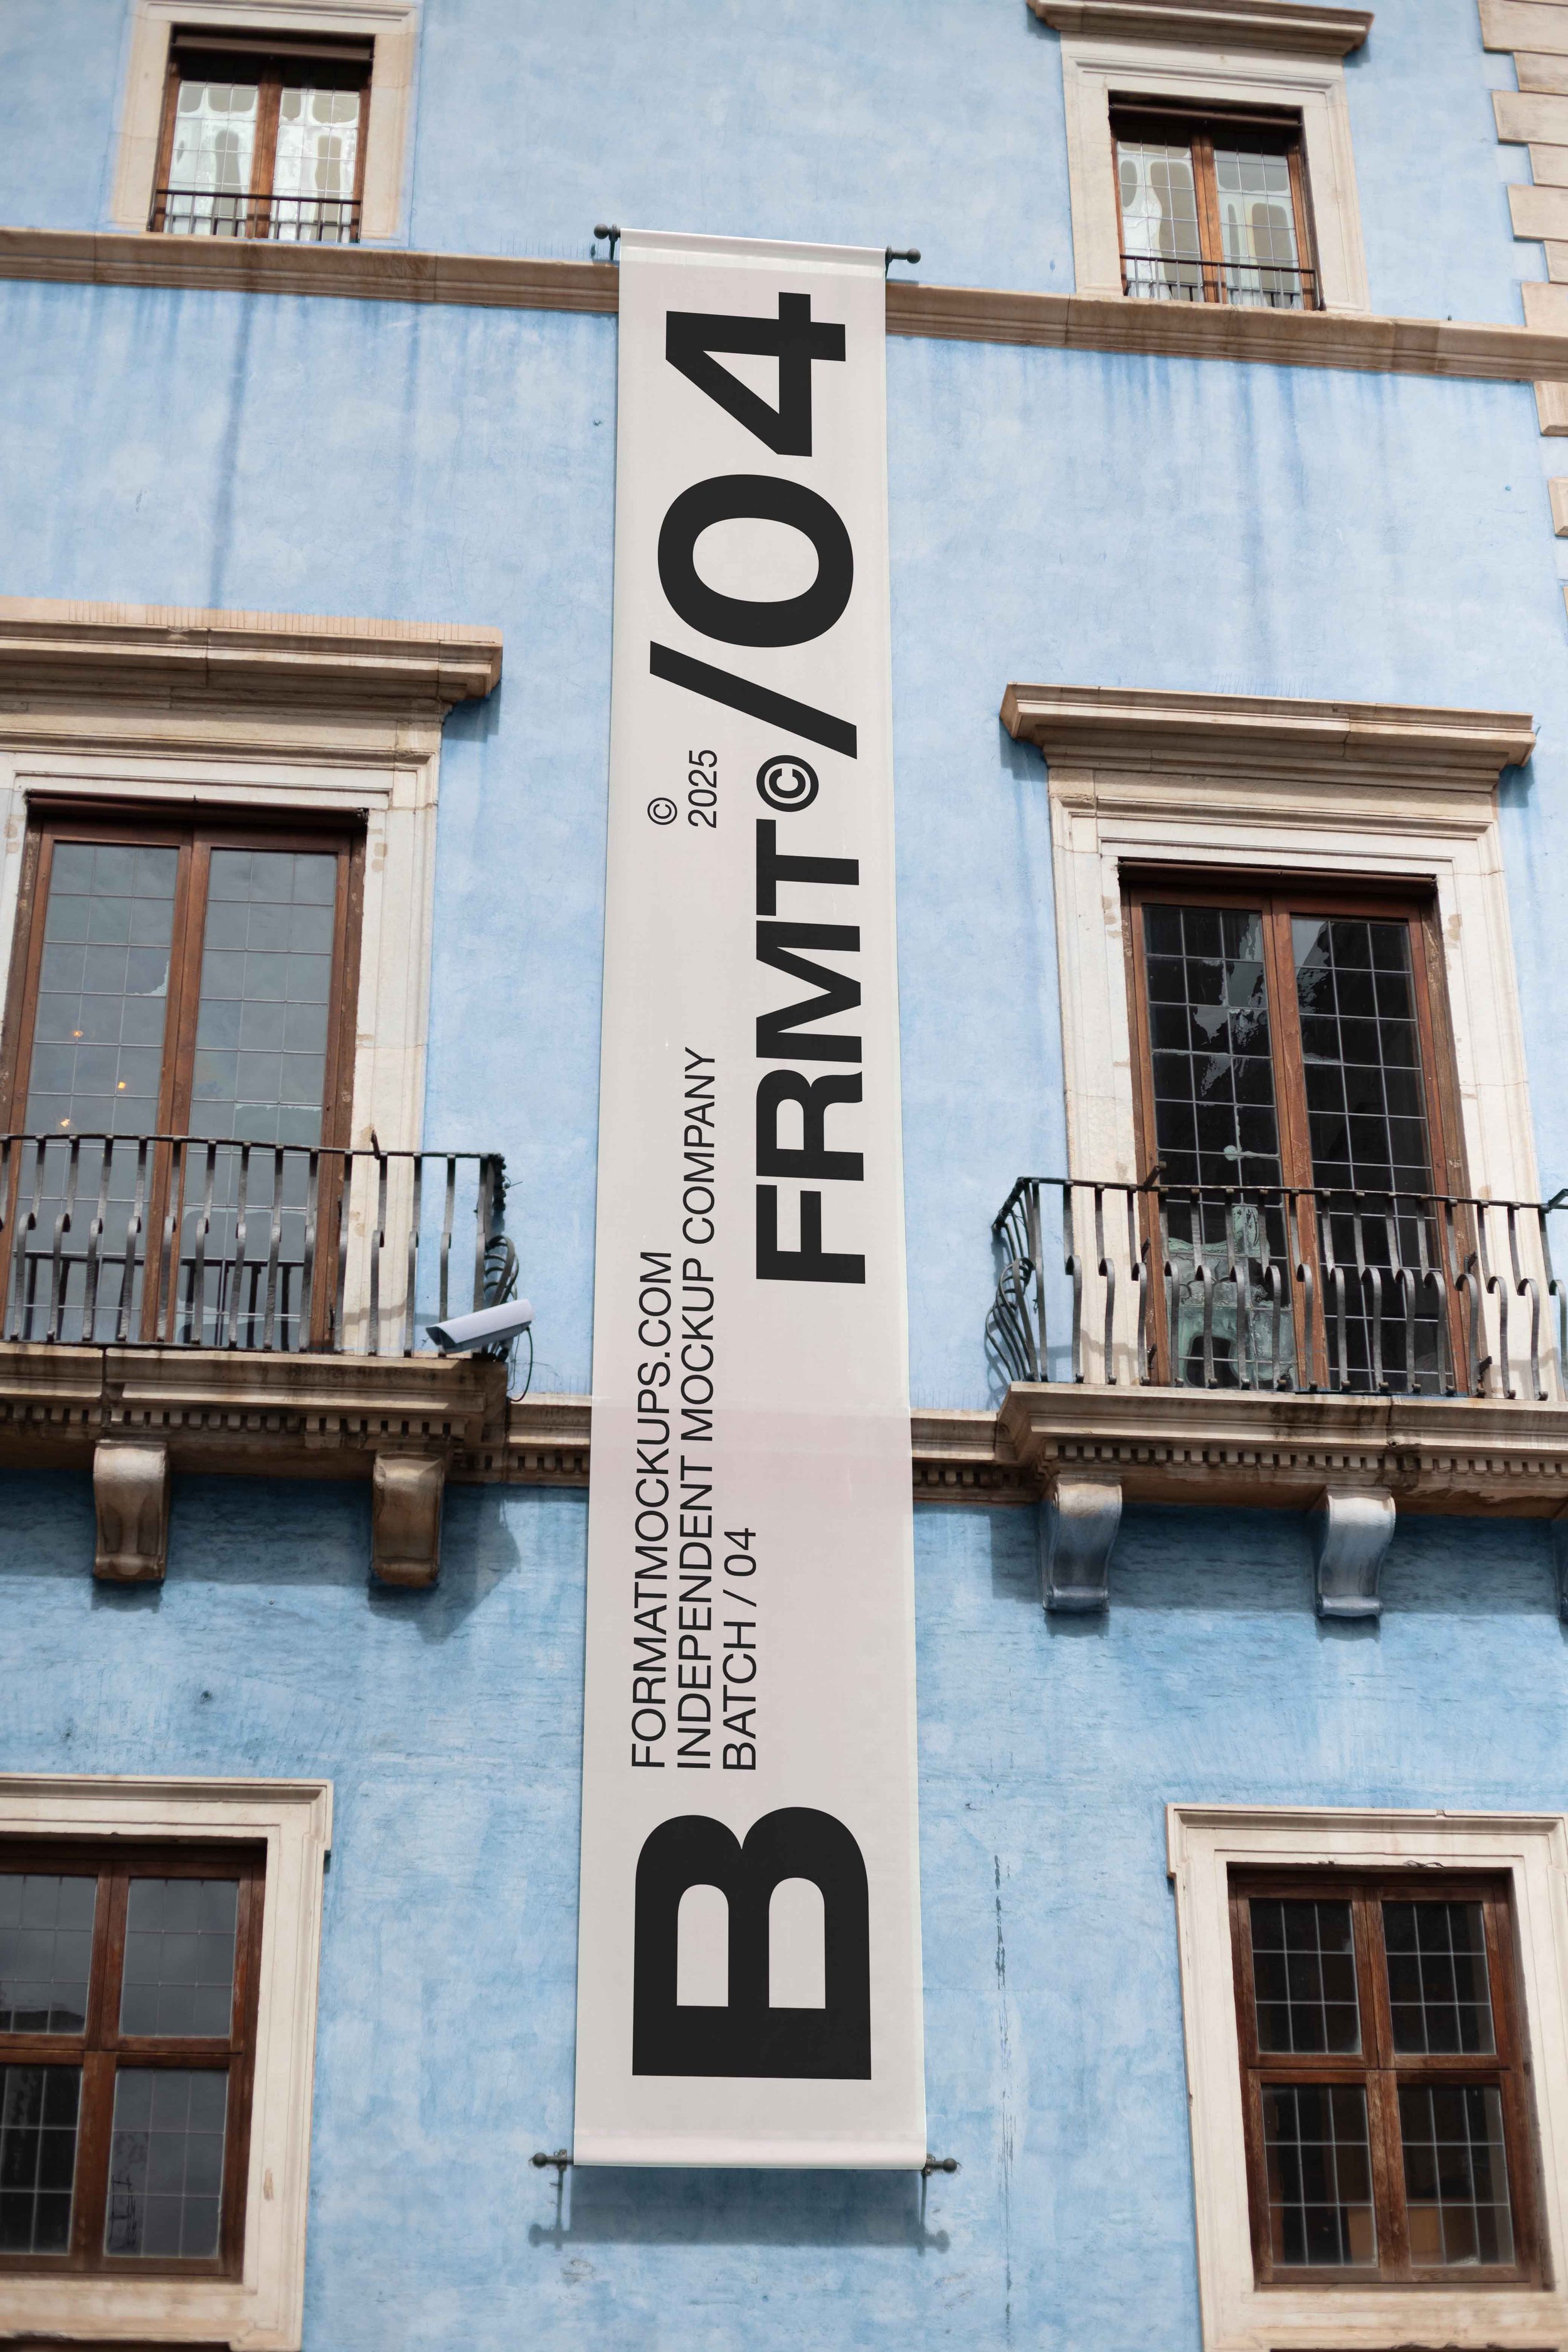 B
FORMATMOCKUPS.COM
INDEPENDENT MOCKUP COMPANY
BATCH / 04
©
2025
FRMT©
/04